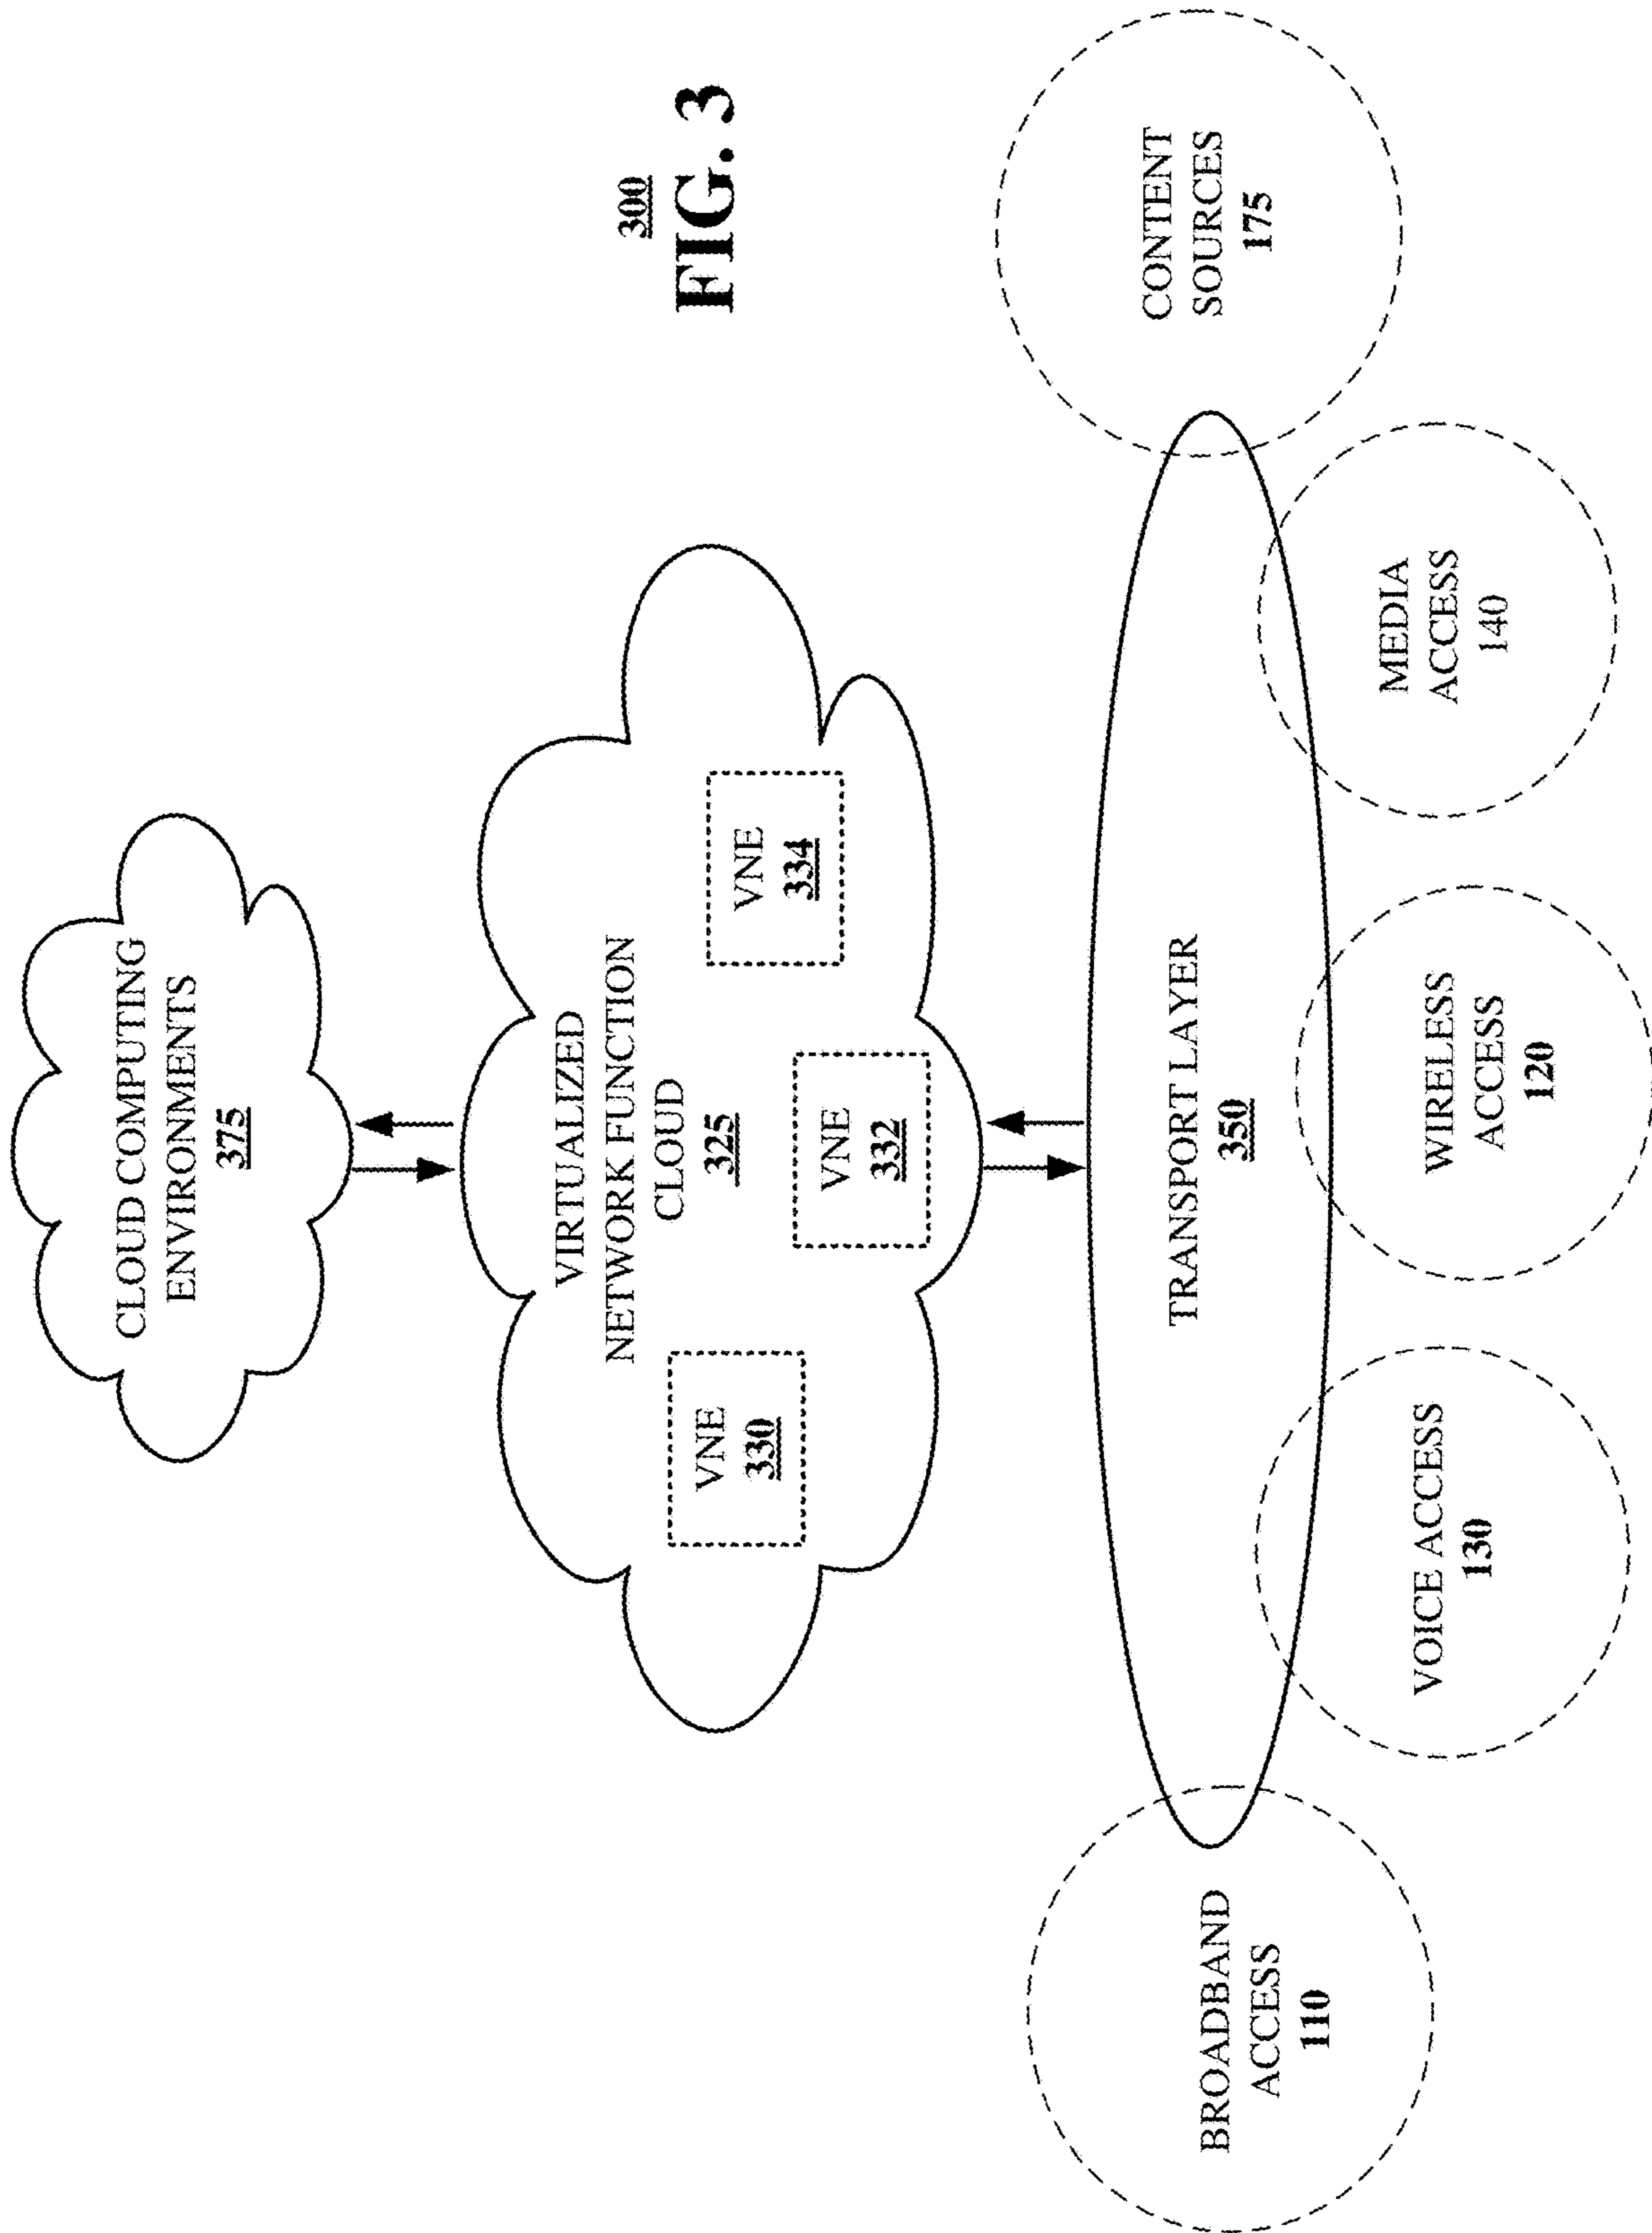 CLOUD COMPUTING
ENVIRONMENTS
375
VIRTUALIZED
NETWORK FUNCTION
CLOUD
325
VNE
330
VNE
332
VNE
334
300
FIG. 3
TRANSPORT LAYER
350
BROADBAND
ACCESS
110
VOICE ACCESS
130
WIRELESS
ACCESS
120
MEDIA
ACCESS
140
CONTENT
SOURCES
175